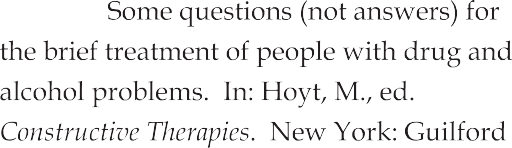 Some questions (not answers) for
the brief treatment of people with drug and
alcohol problems. In: Hoyt, M., ed.
Constructive Therapies. New York: Guilford